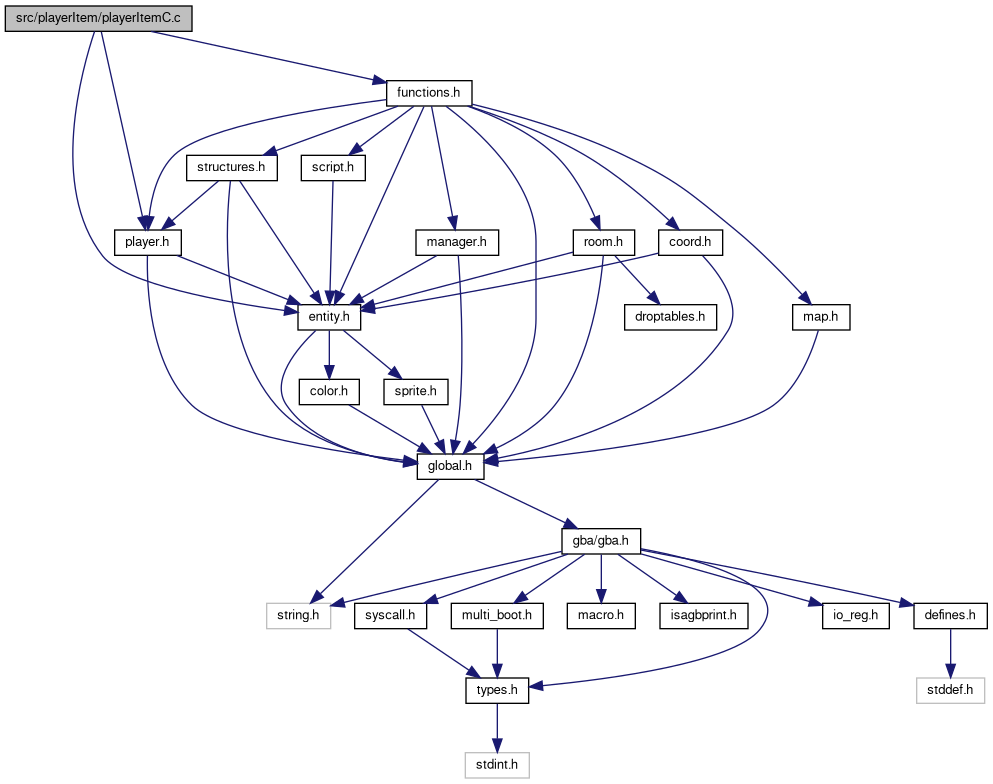 src/playerItem/playerItemC.c
functions.h
structures.h
script.h
player.h
manager.h
room.h
coord.h
entity.h
droptables.h
map.h
color.h
sprite.h
global.h
gba/gba.h
string.h
syscall.h
multi_boot.h
macro.h
isagbprint.h
io_reg.h
defines.h
types.h
stddef.h
stdint.h